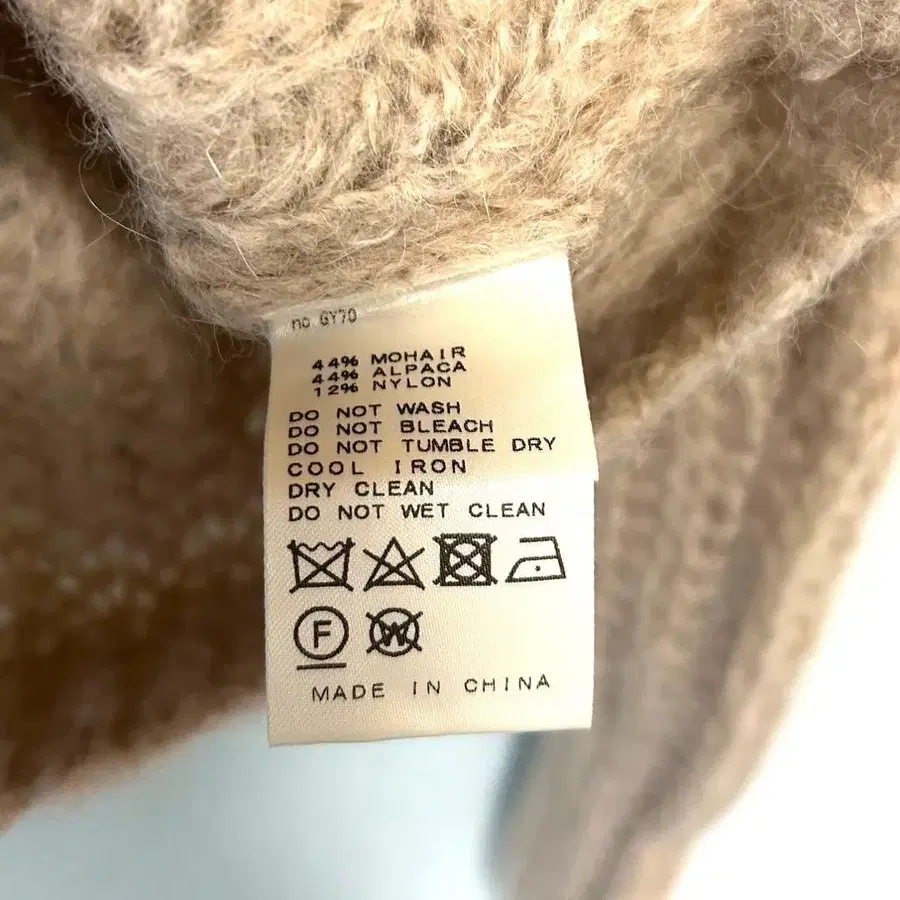 no GY70
44% MOHAIR
44% ALPACA
12% NYLON
DO NOT WASH
DO NOT BLEACH
DO NOT TUMBLE DRY
COOL IRON
DRY CLEAN
DO NOT WET CLEAN
F W
MADE IN CHINA